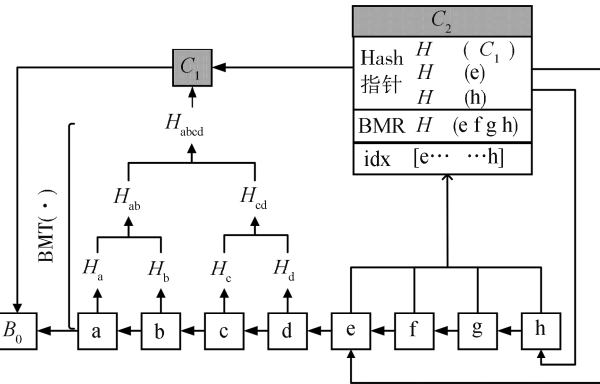 C2
Hash
指针
H ( C1 )
H (e)
H (h)
BMR H (e f g h)
idx [e⋯ ⋯h]
C1
Habcd
BMT(·)
Hab Hcd
Ha Hb Hc Hd
B0 a b c d e f g h